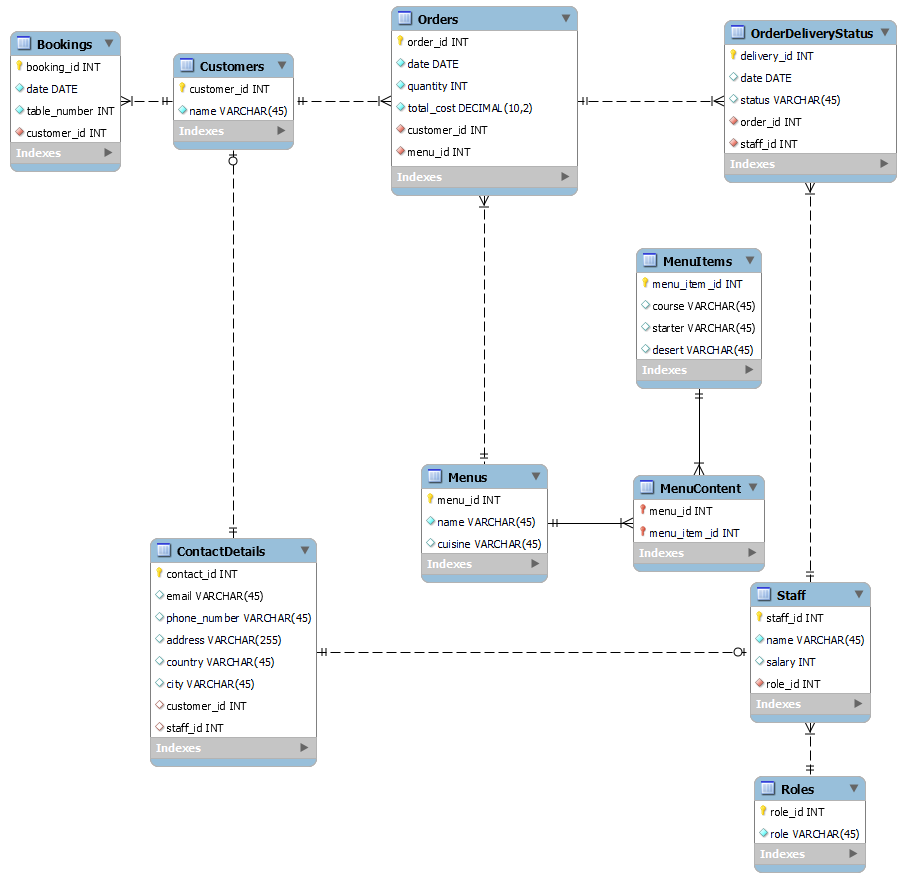 Bookings
booking_id INT
date DATE
table_number INT
customer_id INT
Indexes
Customers
customer_id INT
name VARCHAR(45)
Indexes
Orders
order_id INT
date DATE
quantity INT
total_cost DECIMAL(10,2)
customer_id INT
menu_id INT
Indexes
OrderDeliveryStatus
delivery_id INT
date DATE
status VARCHAR(45)
order_id INT
staff_id INT
Indexes
MenuItems
menu_item_id INT
course VARCHAR(45)
starter VARCHAR(45)
desert VARCHAR(45)
Indexes
Menus
menu_id INT
name VARCHAR(45)
cuisine VARCHAR(45)
Indexes
MenuContent
menu_id INT
menu_item_id INT
Indexes
ContactDetails
contact_id INT
email VARCHAR(45)
phone_number VARCHAR(45)
address VARCHAR(255)
country VARCHAR(45)
city VARCHAR(45)
customer_id INT
staff_id INT
Indexes
Staff
staff_id INT
name VARCHAR(45)
salary INT
role_id INT
Indexes
Roles
role_id INT
role VARCHAR(45)
Indexes